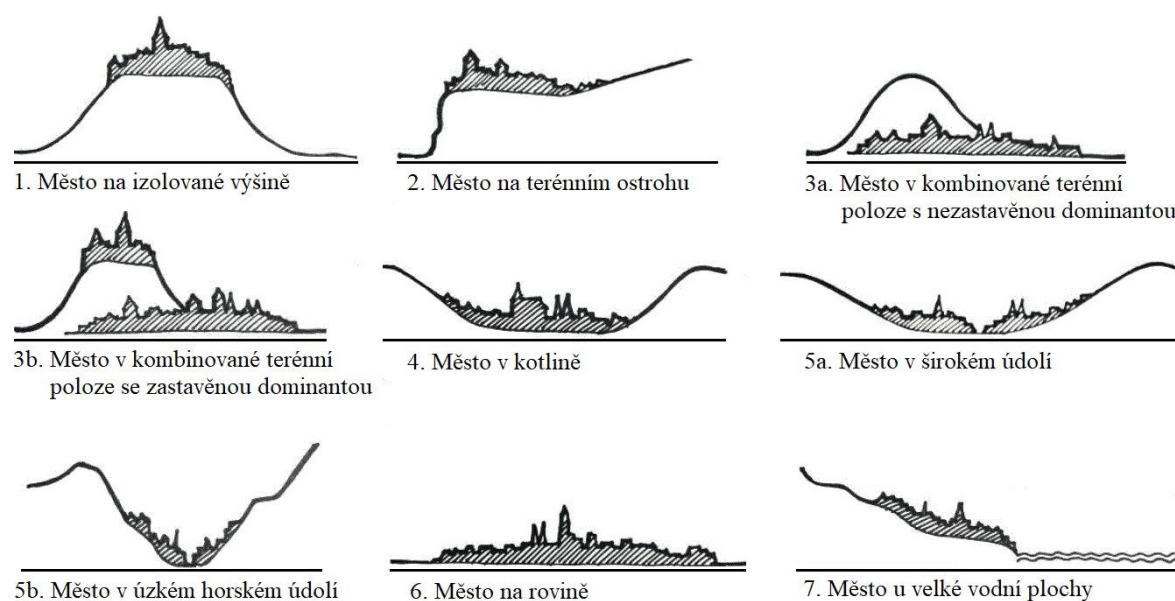 1. Město na izolované výšině
2. Město na terénním ostrohu
3a. Město v kombinované terénní
poloze s nezastavěnou dominantou
3b. Město v kombinované terénní
poloze se zastavěnou dominantou
4. Město v kotlině
5a. Město v širokém údolí
5b. Město v úzkém horském údolí
6. Město na rovině
7. Město u velké vodní plochy